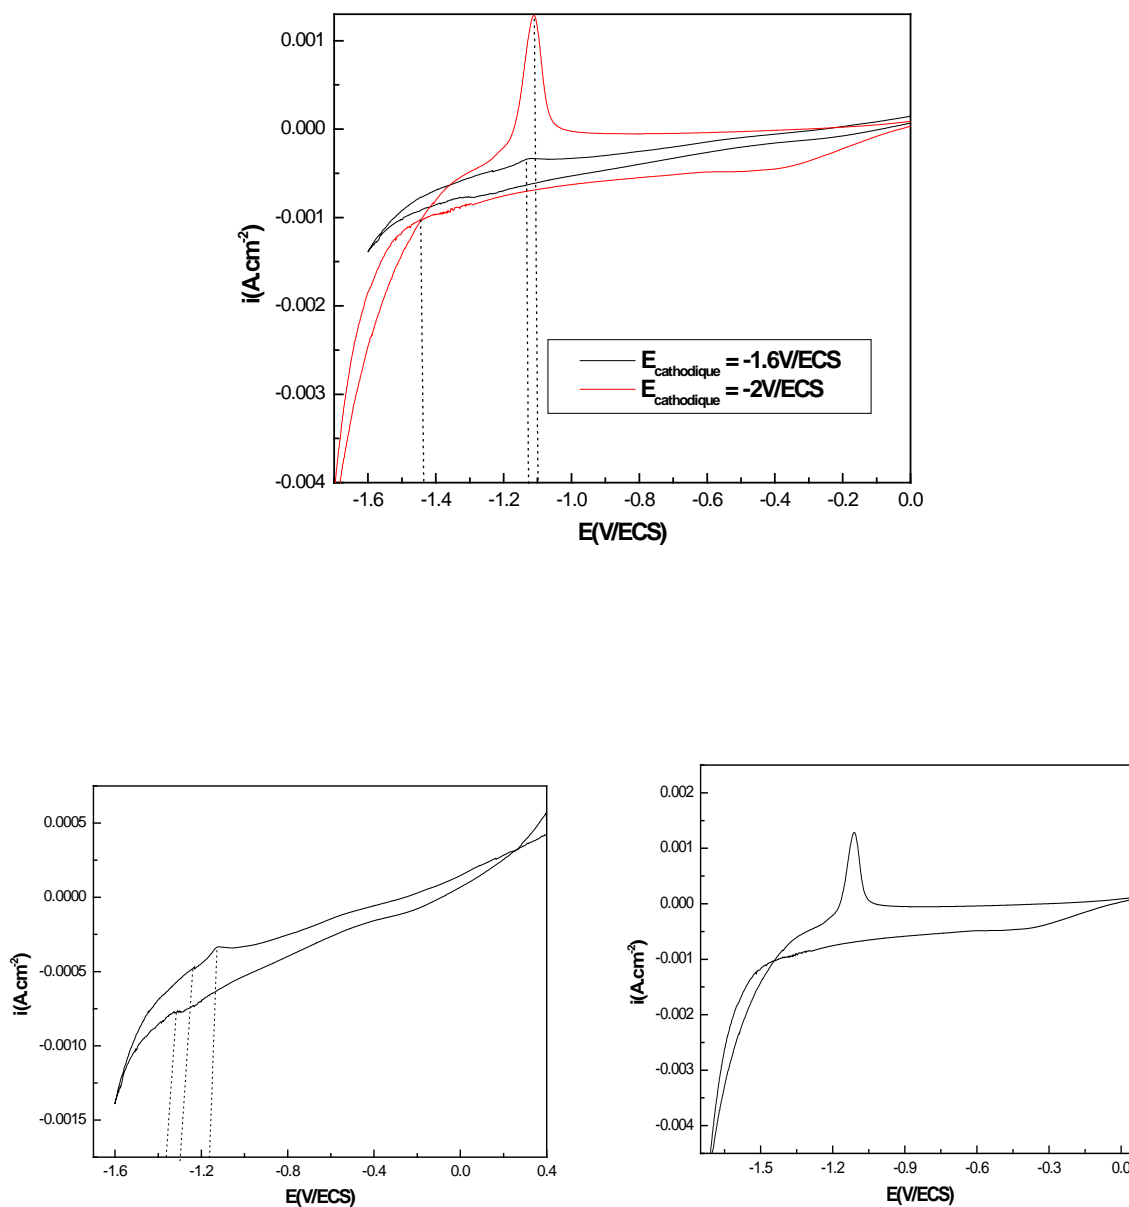 0.001
0.000
-0.001
-0.002
-0.003
-0.004
i(A.cm-2)
E cathodique = -1.6V/ECS
E cathodique = -2V/ECS
-1.6 -1.4 -1.2 -1.0 -0.8 -0.6 -0.4 -0.2 0.0
E(V/ECS)
0.0005
0.0000
-0.0005
-0.0010
-0.0015
i(A.cm-2)
-1.6 -1.2 -0.8 -0.4 0.0 0.4
E(V/ECS)
0.002
0.001
0.000
-0.001
-0.002
-0.003
-0.004
i(A.cm-2)
-1.5 -1.2 -0.9 -0.6 -0.3 0.0
E(V/ECS)